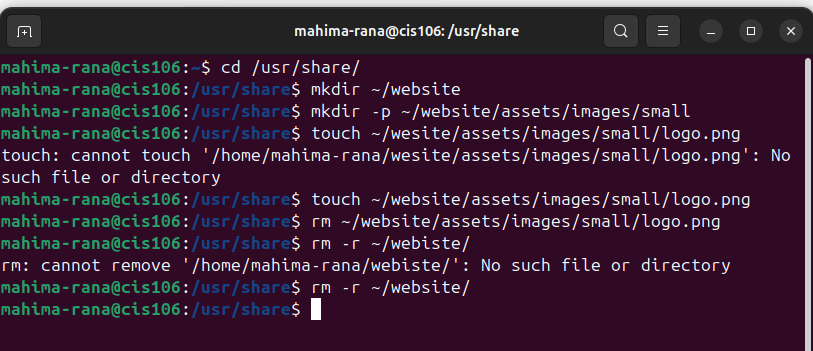 mahima-rana@cis106: /usr/share
mahima-rana@cis106:~$ cd /usr/share/
mahima-rana@cis106:/usr/share$ mkdir ~/website
mahima-rana@cis106:/usr/share$ mkdir -p ~/website/assets/images/small
mahima-rana@cis106:/usr/share$ touch ~/wesite/assets/images/small/logo.png
touch: cannot touch '/home/mahima-rana/wesite/assets/images/small/logo.png': No
such file or directory
mahima-rana@cis106:/usr/share$ touch ~/website/assets/images/small/logo.png
mahima-rana@cis106:/usr/share$ rm ~/website/assets/images/small/logo.png
mahima-rana@cis106:/usr/share$ rm -r ~/webiste/
rm: cannot remove '/home/mahima-rana/webiste/': No such file or directory
mahima-rana@cis106:/usr/share$ rm -r ~/website/
mahima-rana@cis106:/usr/share$